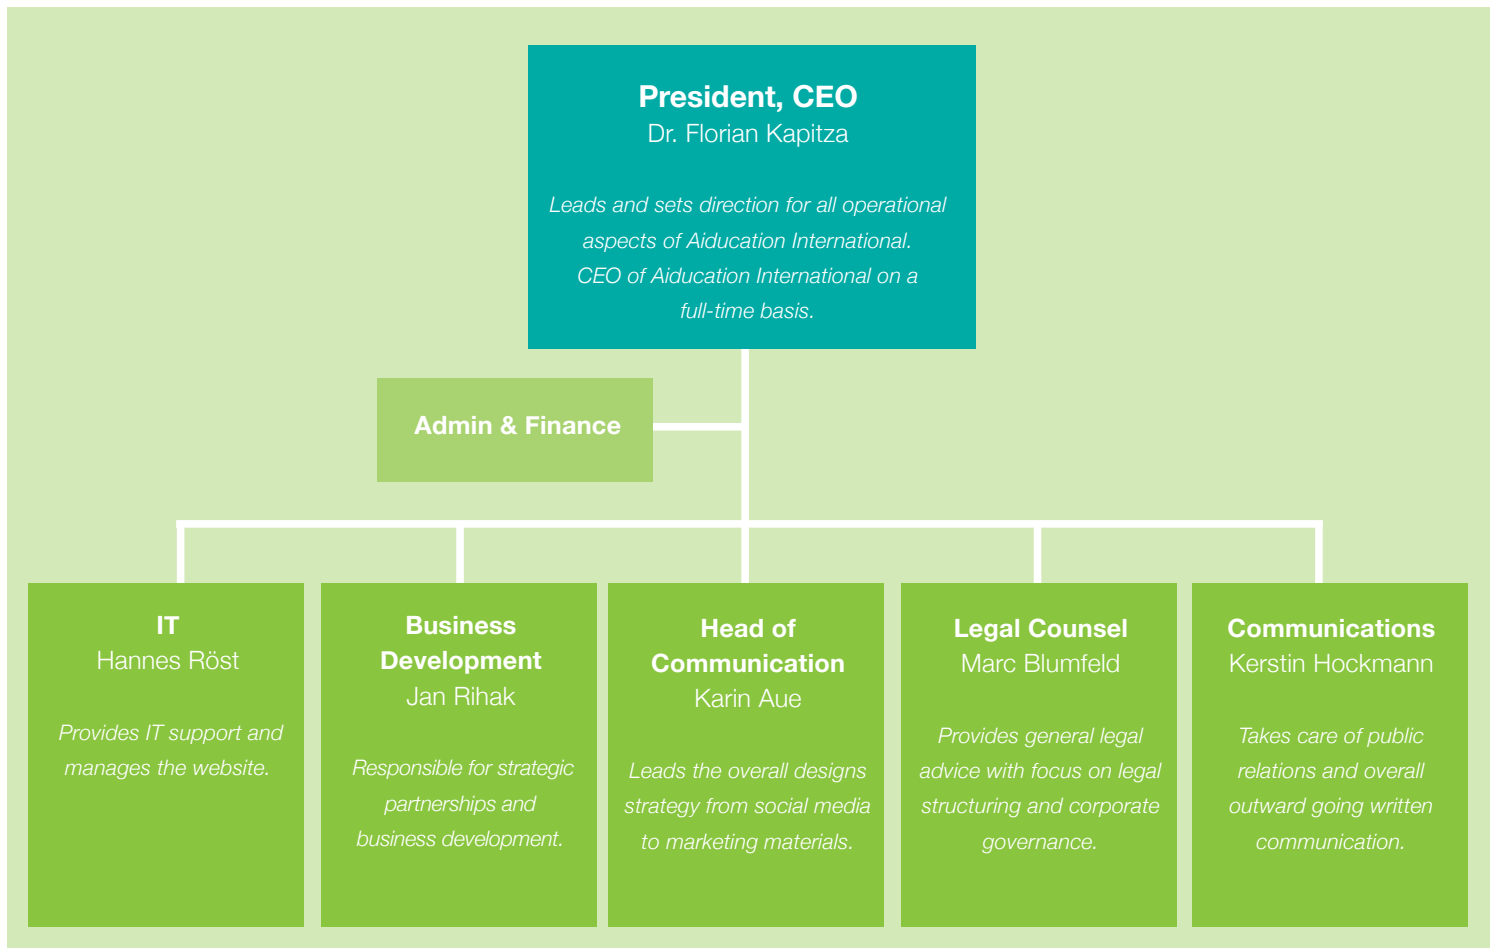 President, CEO
Dr. Florian Kapitza
Leads and sets direction for all operational
aspects of Aiducation International.
CEO of Aiducation International on a
full-time basis.
Admin & Finance
IT
Hannes Röst
Provides IT support and
manages the website.
Business
Development
Jan Rihak
Responsible for strategic
partnerships and
business development.
Head of
Communication
Karin Aue
Leads the overall designs
strategy from social media
to marketing materials.
Legal Counsel
Marc Blumfeld
Provides general legal
advice with focus on legal
structuring and corporate
governance.
Communications
Kerstin Hockmann
Takes care of public
relations and overall
outward going written
communication.